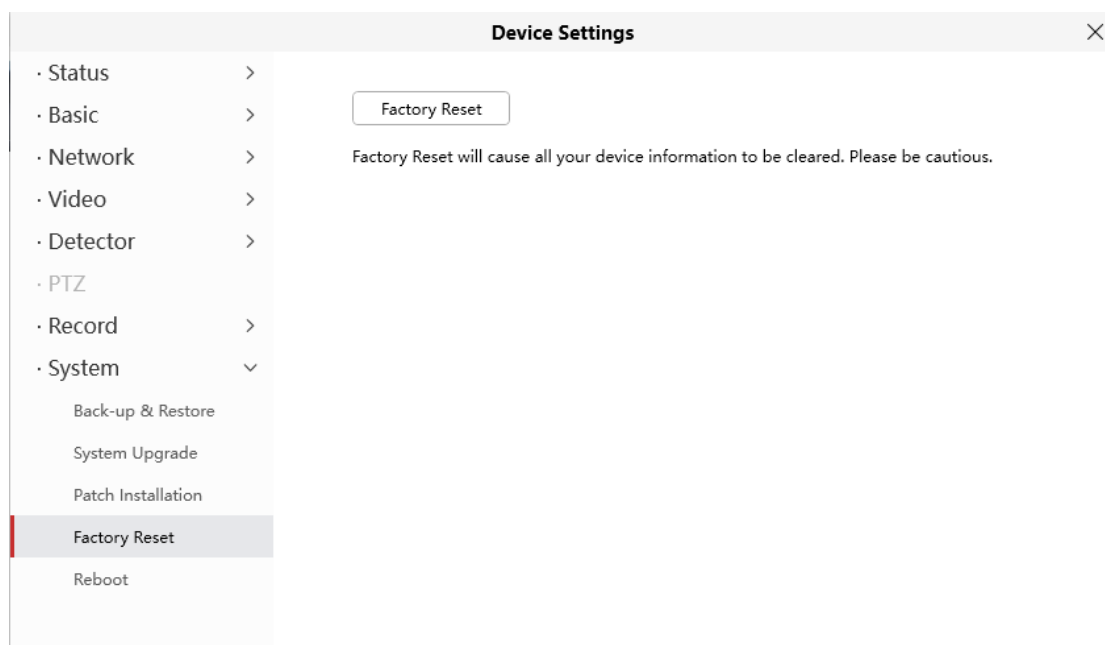 Device Settings
· Status
· Basic
· Network
· Video
· Detector
· PTZ
· Record
· System
Back-up & Restore
System Upgrade
Patch Installation
Factory Reset
Reboot
Factory Reset
Factory Reset will cause all your device information to be cleared. Please be cautious.